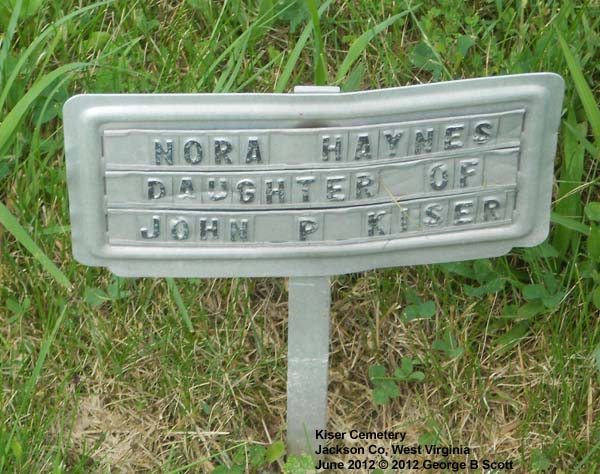 NORA HAYNES
DAUGHTER OF
JOHN P KISER
Kiser Cemetery
Jackson Co, West Virginia
June 2012 © 2012 George B Scott